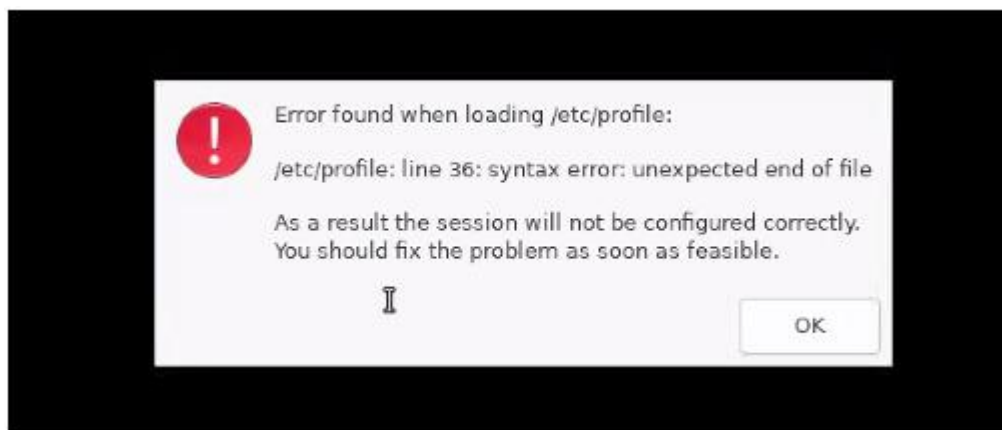 Error found when loading /etc/profile:
/etc/profile: line 36: syntax error: unexpected end of file
As a result the session will not be configured correctly.
You should fix the problem as soon as feasible.
OK